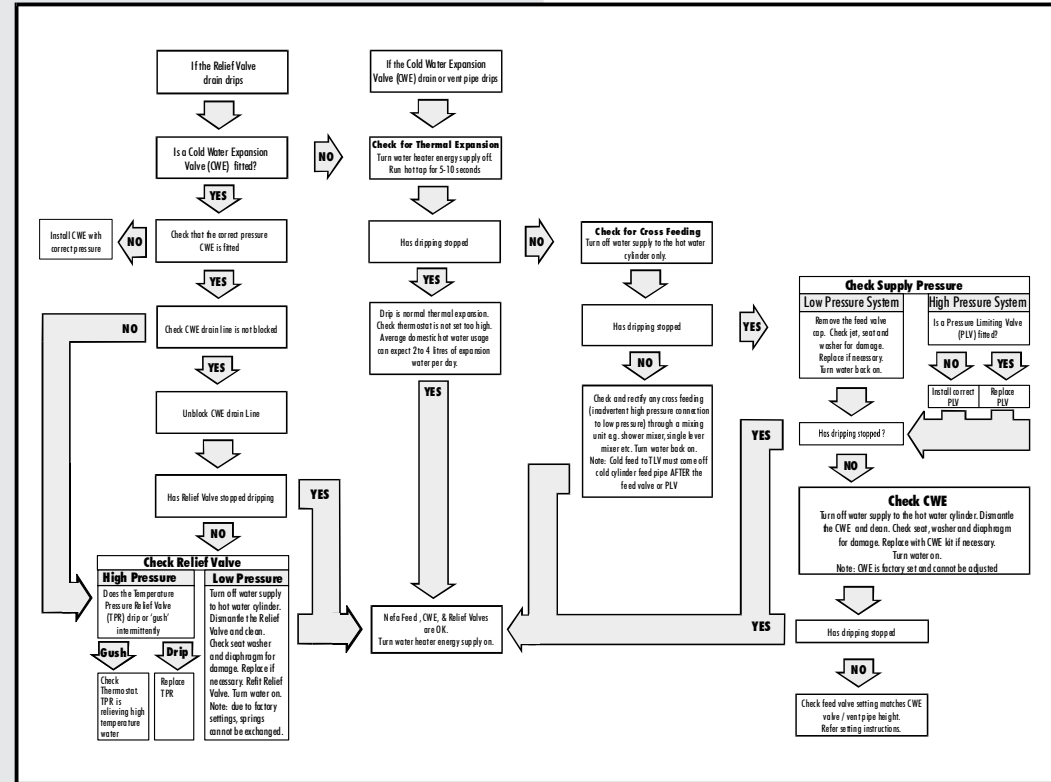 If the Relief Valve
drain drips
If the Cold Water Expansion
Valve (CWE) drain or vent pipe drips
Is a Cold Water Expansion
Valve (CWE) fitted?
NO
Check for Thermal Expansion
Turn water heater energy supply off.
Run hot tap for 5-10 seconds
YES
Install CWE with
correct pressure
NO
Check that the correct pressure
CWE is fitted
Has dripping stopped
NO
Check for Cross Feeding
Turn off water supply to the hot water
cylinder only.
YES
YES
NO
Check CWE drain line is not blocked
Drip is normal thermal expansion.
Check thermostat is not set too high.
Average domestic hot water usage
can expect 2 to 4 litres of expansion
water per day.
Has dripping stopped
YES
Check Supply Pressure
Low Pressure System
High Pressure System
Remove the feed valve
cap. Check jet, seat and
washer for damage.
Replace if necessary.
Turn water back on.
Is a Pressure Limiting Valve
(PLV) fitted?
NO
YES
Install correct
PLV
Replace
PLV
YES
NO
YES
Unblock CWE drain Line
Check and rectify any cross feeding
(inadvertent high pressure connection
to low pressure) through a mixing
unit e.g. shower mixer, single lever
mixer etc. Turn water back on.
Note: Cold feed to TLV must come off
cold cylinder feed pipe AFTER the
feed valve or PLV
YES
Has dripping stopped?
NO
Has Relief Valve stopped dripping
YES
NO
Check CWE
Turn off water supply to the hot water cylinder. Dismantle
the CWE and clean. Check seat, washer and diaphragm
for damage. Replace with CWE kit if necessary.
Turn water on.
Note: CWE is factory set and cannot be adjusted
Check Relief Valve
High Pressure
Low Pressure
Does the Temperature
Pressure Relief Valve
(TPR) drip or 'gush'
intermittently
Gush
Drip
Check
Thermostat.
TPR is
relieving high
temperature
water
Replace
TPR
Turn off water supply
to hot water cylinder.
Dismantle the Relief
Valve and clean.
Check seat washer
and diaphragm for
damage. Replace if
necessary. Refit Relief
Valve. Turn water on.
Note: due to factory
settings, springs
cannot be exchanged.
Nefa Feed , CWE, & Relief Valves
are OK.
Turn water heater energy supply on.
YES
Has dripping stopped
NO
Check feed valve setting matches CWE
valve / vent pipe height.
Refer setting instructions.